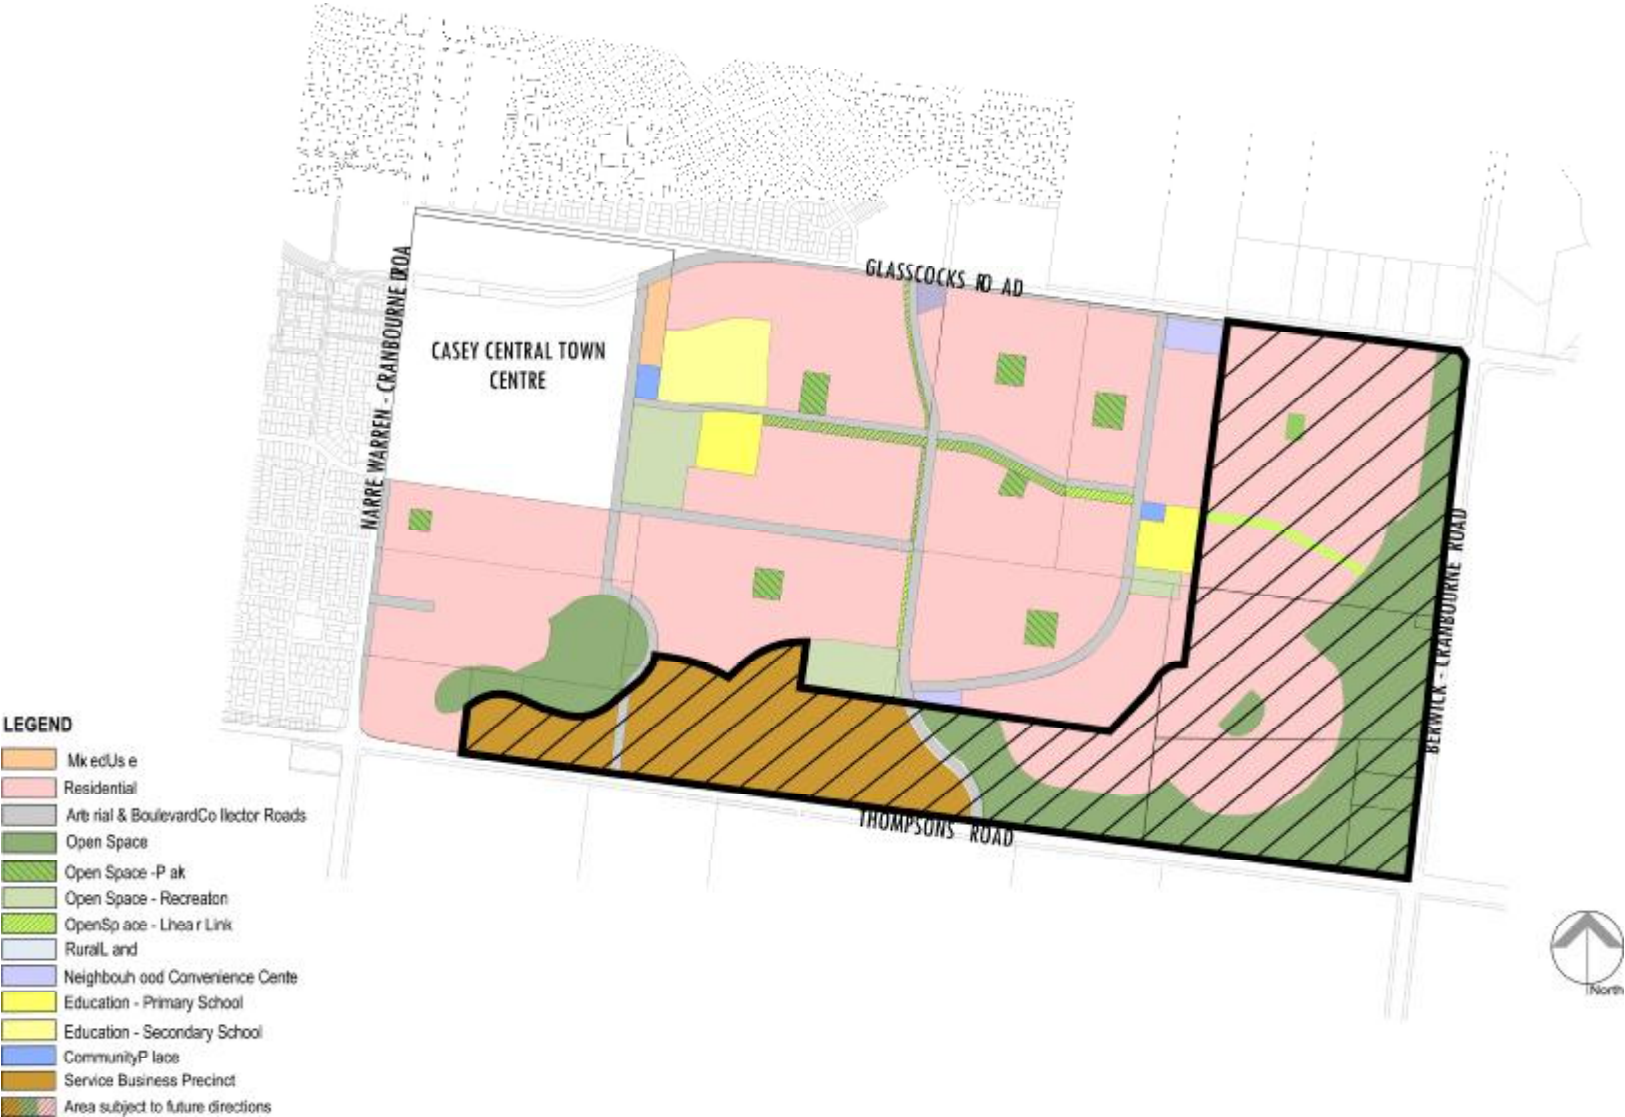 GLASSCOCKS RO AD
NARRE WARREN - CRANBOURNE ROA
CASEY CENTRAL TOWN
CENTRE
BERWICK - CRANBOURNE ROAD
THOMPSONS ROAD
LEGEND
Mix edUs e
Residential
Arte rial & BoulevardCo llector Roads
Open Space
Open Space -P ak
Open Space - Recreaton
OpenSp ace - Lhea r Link
RuralL and
Neighbouh ood Convenience Cente
Education - Primary School
Education - Secondary School
CommunityP lace
Service Business Precinct
Area subject to future directions
North